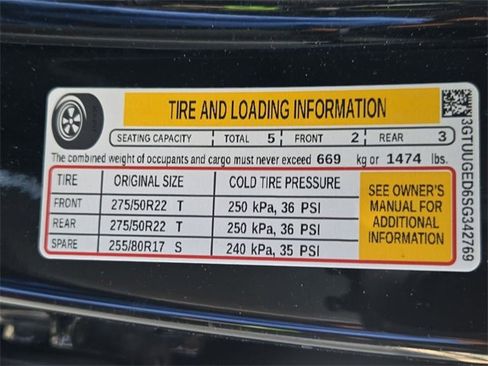 TIRE AND LOADING INFORMATION
SEATING CAPACITY TOTAL 5 FRONT 2 REAR 3
The combined weight of occupants and cargo must never exceed 669 kg or 1474 lbs.
TIRE ORIGINAL SIZE COLD TIRE PRESSURE
FRONT 275/50R22 T 250 kPa, 36 PSI
REAR 275/50R22 T 250 kPa, 36 PSI
SPARE 255/80R17 S 240 kPa, 35 PSI
SEE OWNER'S
MANUAL FOR
ADDITIONAL
INFORMATION
3GTUUGED8SG342769